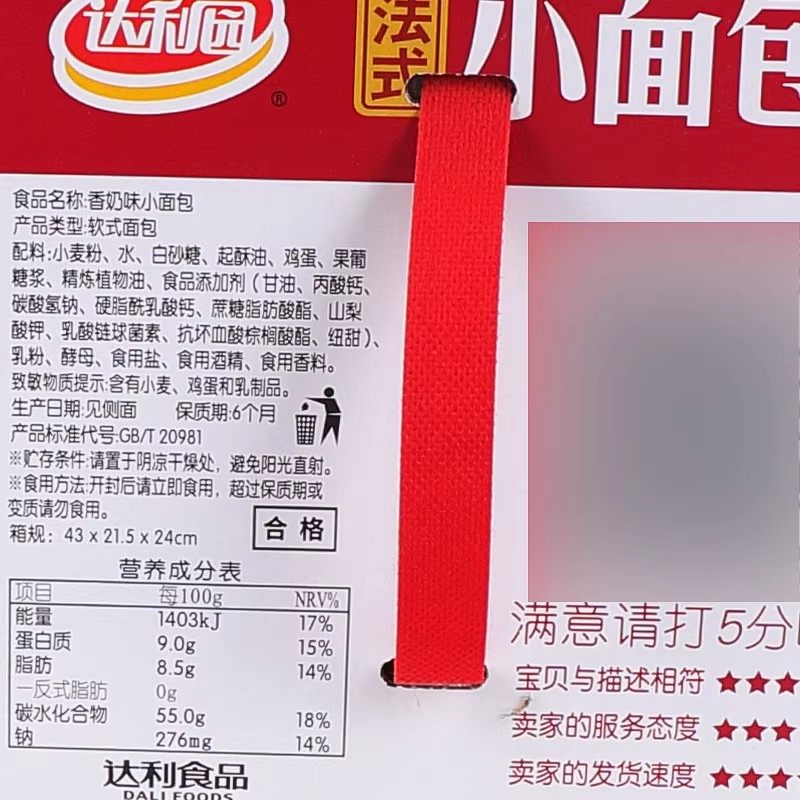 达利园
®
法式
小面包
食品名称:香奶味小面包
产品类型:软式面包
配料:小麦粉、水、白砂糖、起酥油、鸡蛋、果葡
糖浆、精炼植物油、食品添加剂（甘油、丙酸钙、
碳酸氢钠、硬脂酰乳酸钙、蔗糖脂肪酸酯、山梨
酸钾、乳酸链球菌素、抗坏血酸棕榈酸酯、纽甜）、
乳粉、酵母、食用盐、食用酒精、食用香料。
致敏物质提示:含有小麦、鸡蛋和乳制品。
生产日期:见侧面 保质期:6个月
产品标准代号:GB/T 20981
※贮存条件:请置于阴凉干燥处，避免阳光直射。
※食用方法:开封后请立即食用，超过保质期或
变质请勿食用。
箱规：43 x 21.5 x 24cm
合格
营养成分表
项目 每100g NRV%
能量 1403kJ 17%
蛋白质 9.0g 15%
脂肪 8.5g 14%
一反式脂肪 0g
碳水化合物 55.0g 18%
钠 276mg 14%
达利食品
DALI FOODS
满意请打5分
宝贝与描述相符 ★★★
卖家的服务态度 ★★★
卖家的发货速度 ★★★